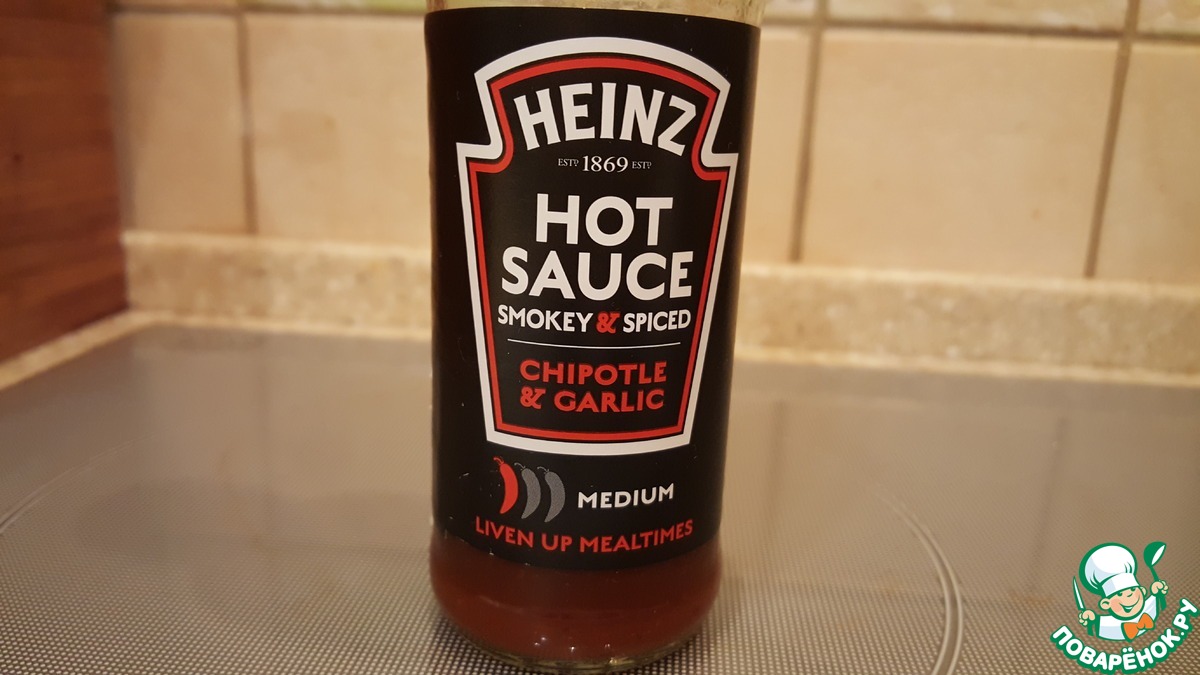 HEINZ
ESTD 1869 ESTD
HOT
SAUCE
SMOKEY & SPICED
CHIPOTLE
& GARLIC
MEDIUM
LIVEN UP MEALTIMES
ПОВАРЁНОК.РУ